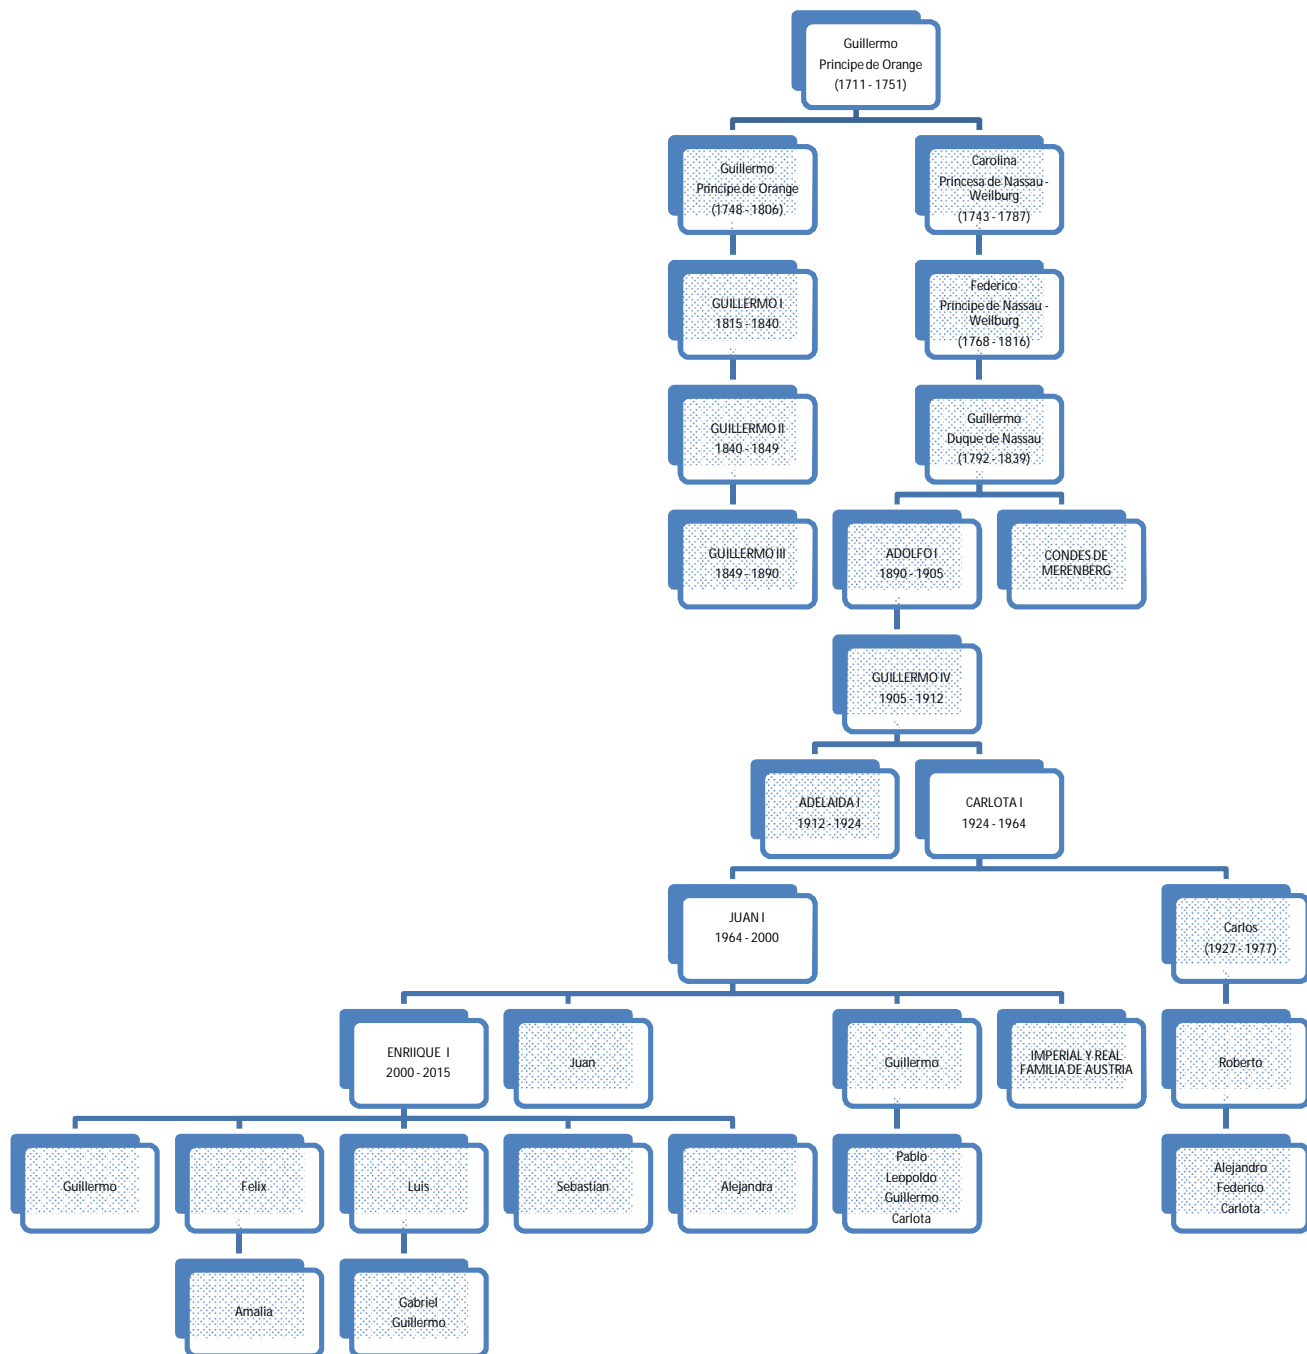 Guillermo
Principe de Orange
(1711 - 1751)
Guillermo
Principe de Orange
(1748 - 1806)
Carolina
Princesa de Nassau -
Weilburg
(1743 - 1787)
GUILLERMO I
1815 - 1840
Federico
Principe de Nassau -
Weilburg
(1768 - 1816)
GUILLERMO II
1840 - 1849
Guillermo
Duque de Nassau
(1792 - 1839)
GUILLERMO III
1849 - 1890
ADOLFO I
1890 - 1905
CONDES DE
MERENBERG
GUILLERMO IV
1905 - 1912
ADELAIDA I
1912 - 1924
CARLOTA I
1924 - 1964
JUAN I
1964 - 2000
Carlos
(1927 - 1977)
ENRIIQUE I
2000 - 2015
Juan
Guillermo
IMPERIAL Y REAL
FAMILIA DE AUSTRIA
Roberto
Guillermo
Felix
Luis
Sebastian
Alejandra
Pablo
Leopoldo
Guillermo
Carlota
Alejandro
Federico
Carlota
Amalia
Gabriel
Guillermo